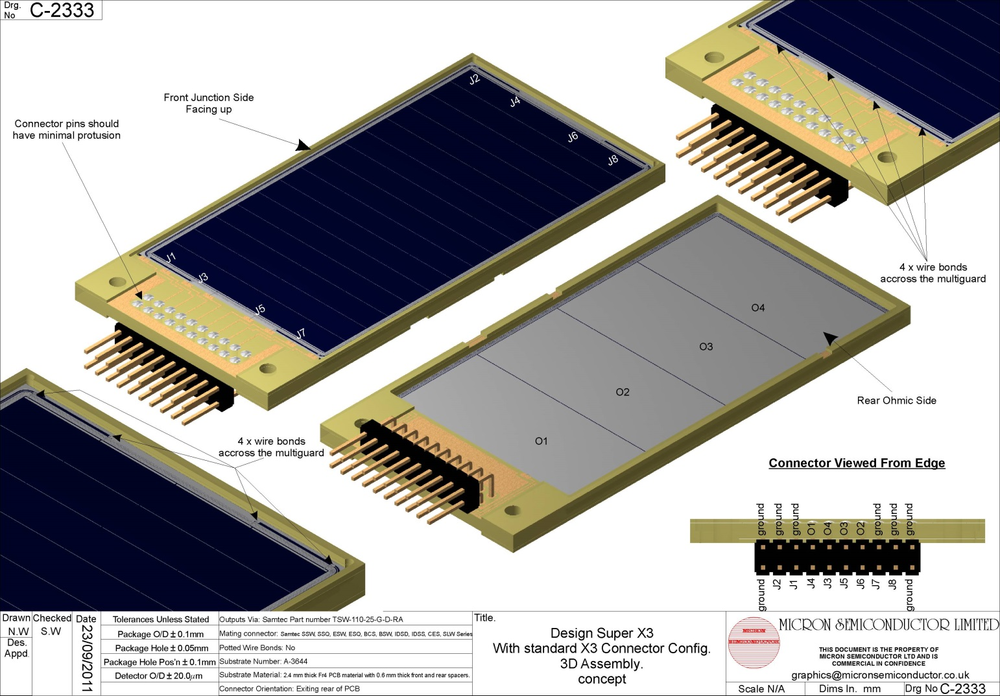 Drg. No C-2333
Front Junction Side
Facing up
Connector pins should
have minimal protusion
J2
J4
J6
J8
J1
J3
J5
J7
4 x wire bonds
accross the multiguard
4 x wire bonds
accross the multiguard
O4
O3
O2
O1
Rear Ohmic Side
Connector Viewed From Edge
ground ground ground O1 O4 O3 O2 ground ground ground
ground J2 J1 J4 J3 J5 J6 J7 J8 ground
Drawn
N.W
Des.
Appd.
Checked
S.W
Date
23/09/2011
Tolerances Unless Stated
Package O/D ± 0.1mm
Package Hole ± 0.05mm
Package Hole Pos'n ± 0.1mm
Detector O/D ± 20.0µm
Outputs Via: Samtec Part number TSW-110-25-G-D-RA
Mating connector: Samtec SSW, SSQ, ESW, ESQ, BCS, BSW, IDSD, IDSS, CES, SLW Series
Potted Wire Bonds: No
Substrate Number: A-3644
Substrate Material: 2.4 mm thick Fr4 PCB material with 0.6 mm thick front and rear spacers.
Connector Orientation: Exiting rear of PCB
Title.
Design Super X3
With standard X3 Connector Config.
3D Assembly.
concept
MICRON
SEMICONDUCTOR
MICRON SEMICONDUCTOR LIMITED
THIS DOCUMENT IS THE PROPERTY OF
MICRON SEMICONDUCTOR LTD AND IS
COMMERCIAL IN CONFIDENCE
graphics@micronsemiconductor.co.uk
Scale N/A
Dims In. mm
Drg No C-2333